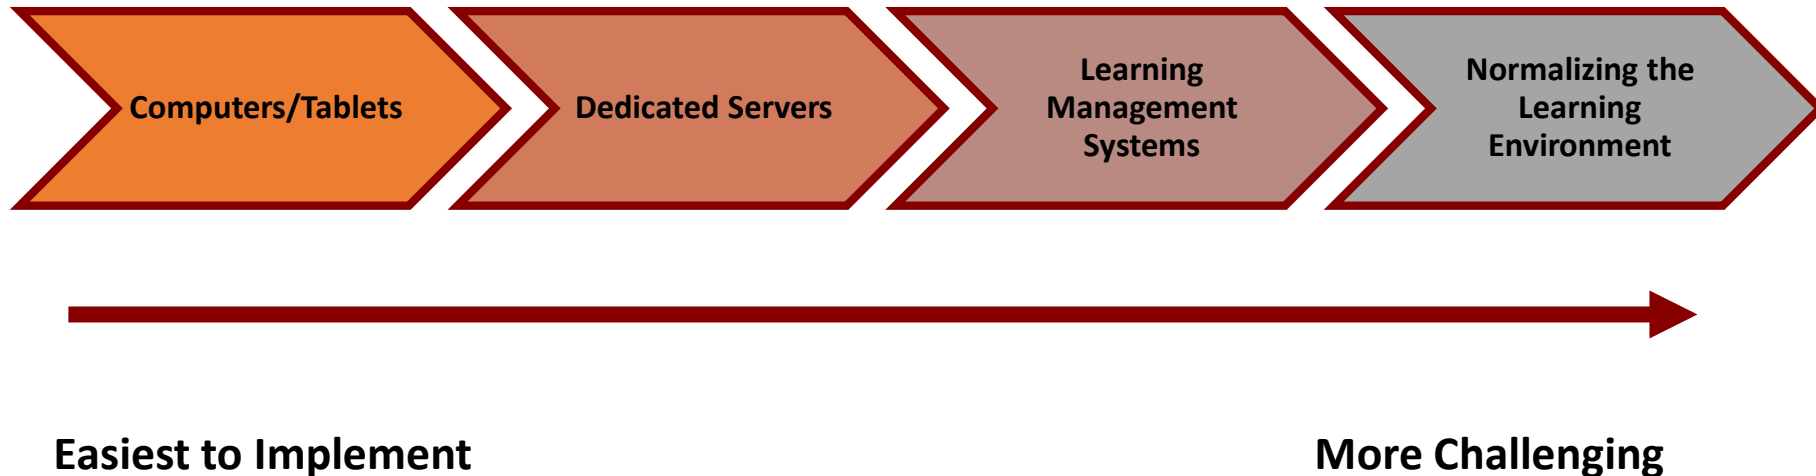 Computers/Tablets
Dedicated Servers
Learning
Management
Systems
Normalizing the
Learning
Environment
Easiest to Implement
More Challenging